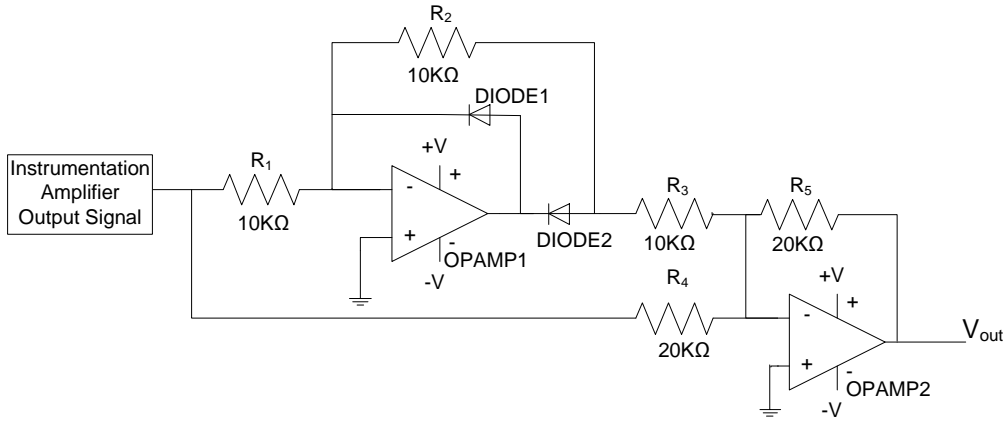 R2
10KΩ
DIODE1
Instrumentation
Amplifier
Output Signal
R1
10KΩ
+V
+
-
+
-
-V
OPAMP1
DIODE2
R3
10KΩ
R5
20KΩ
R4
20KΩ
+V
+
-
+
-
-V
OPAMP2
Vout